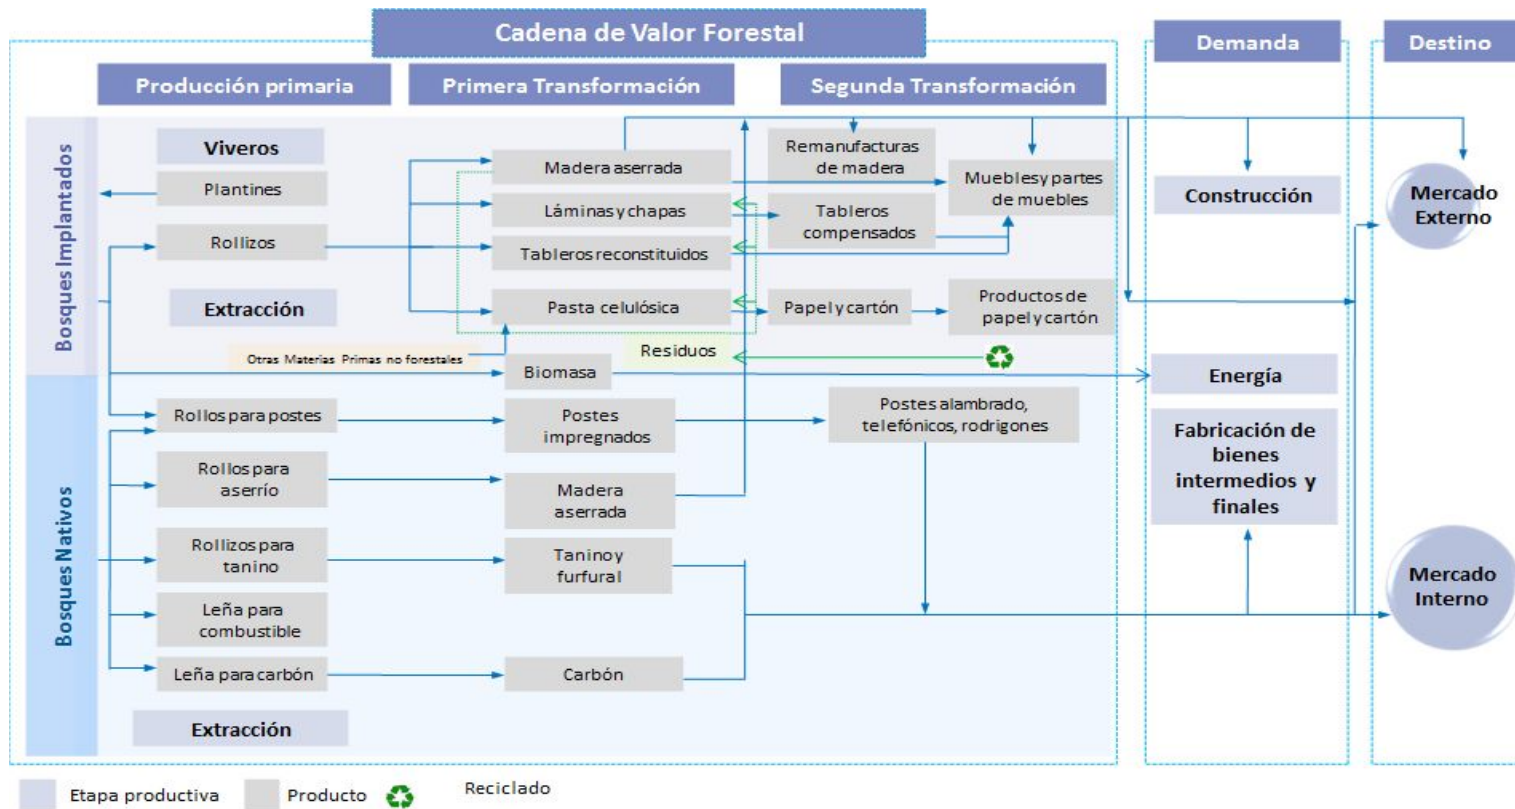 Cadena de Valor Forestal
Demanda
Destino
Producción primaria
Primera Transformación
Segunda Transformación
Bosques Implantados
Viveros
Plantines
Rollizos
Extracción
Otras Materias Primas no forestales
Madera aserrada
Láminas y chapas
Tableros reconstituidos
Pasta celulósica
Residuos
Biomasa
Remanufacturas
de madera
Muebles y partes
de muebles
Tableros
compensados
Papel y cartón
Productos de
papel y cartón
Construcción
Energía
Fabricación de
bienes
intermedios y
finales
Mercado
Externo
Mercado
Interno
Bosques Nativos
Rollos para postes
Rollos para
aserrío
Rollizos para
tanino
Leña para
combustible
Leña para carbón
Extracción
Postes
impregnados
Madera
aserrada
Tanino y
furfural
Carbón
Postes alambrado,
telefónicos, rodrigones
Etapa productiva
Producto
Reciclado